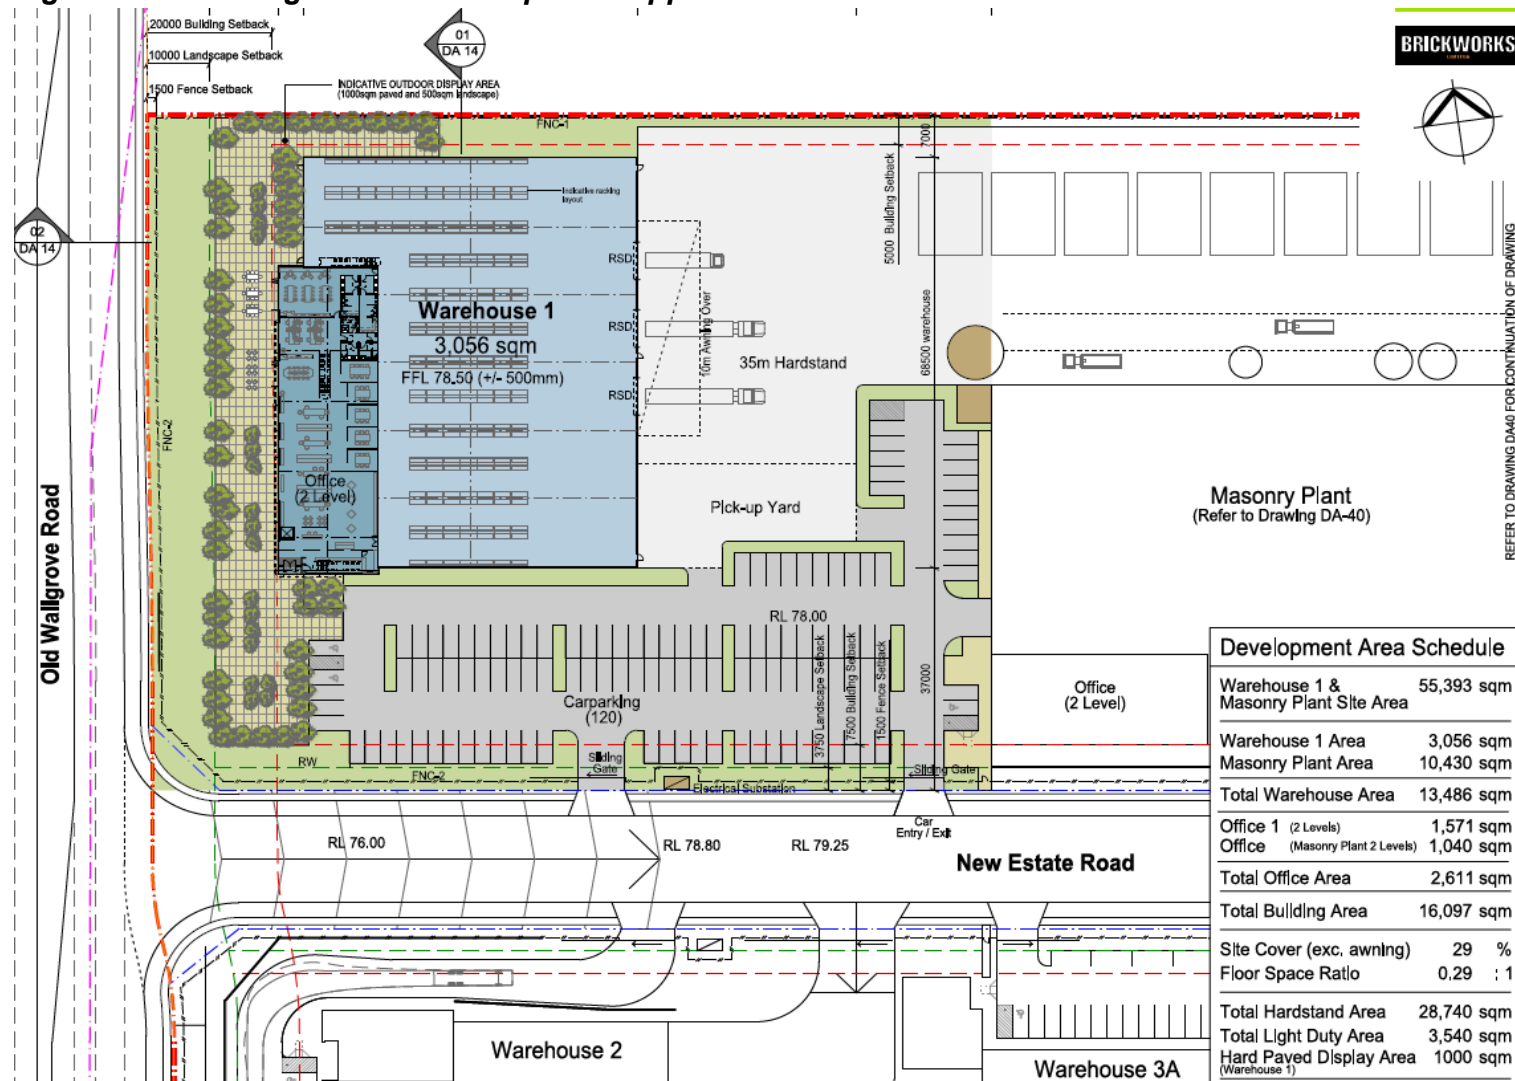 20000 Building Setback
10000 Landscape Setback
1500 Fence Setback
01
DA 14
INDICATIVE OUTDOOR DISPLAY AREA
(1000sqm paved and 500sqm landscape)
BRICKWORKS
LIMITED
FNC-1
7000
5000 Building Setback
Indicative racking
layout
02
DA 14
RSD
RSD
RSD
Warehouse 1
3,056 sqm
FFL 78.50 (+/- 500mm)
10m Awning Over
35m Hardstand
68500 warehouse
REFER TO DRAWING DA40 FOR CONTINUATION OF DRAWING
FNC-2
Old Wallgrove Road
Office
(2 Level)
Pick-up Yard
Masonry Plant
(Refer to Drawing DA-40)
RL 78.00
3750 Landscape Setback
7500 Building Setback
1500 Fence Setback
37000
Carparking
(120)
Office
(2 Level)
RW
FNC-2
Sliding
Gate
Electrical Substation
Sliding Gate
Car
Entry / Exit
RL 76.00
RL 78.80
RL 79.25
New Estate Road
Warehouse 2
Warehouse 3A
Development Area Schedule
Warehouse 1 & 55,393 sqm
Masonry Plant Site Area
Warehouse 1 Area 3,056 sqm
Masonry Plant Area 10,430 sqm
Total Warehouse Area 13,486 sqm
Office 1 (2 Levels) 1,571 sqm
Office (Masonry Plant 2 Levels) 1,040 sqm
Total Office Area 2,611 sqm
Total Building Area 16,097 sqm
Site Cover (exc. awning) 29 %
Floor Space Ratio 0.29 : 1
Total Hardstand Area 28,740 sqm
Total Light Duty Area 3,540 sqm
Hard Paved Display Area 1000 sqm
(Warehouse 1)